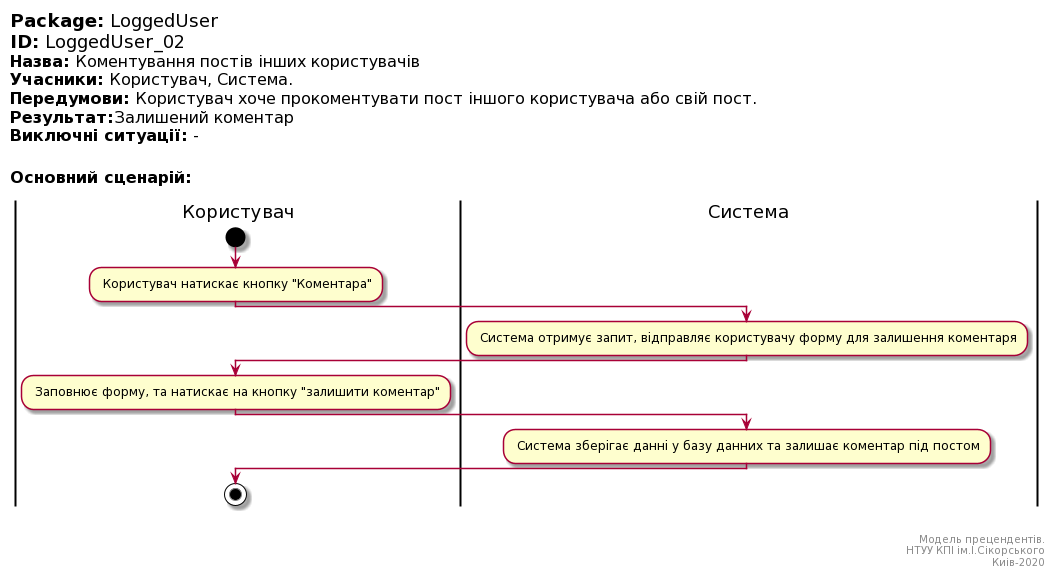 Package: LoggedUser
ID: LoggedUser_02
Назва: Коментування постів інших користувачів
Учасники: Користувач, Система.
Передумови: Користувач хоче прокоментувати пост іншого користувача або свій пост.
Результат:Залишений коментар
Виключні ситуації: -
Основний сценарій:
Користувач
Система
Користувач натискає кнопку "Коментара"
Система отримує запит, відправляє користувачу форму для залишення коментаря
Заповнює форму, та натискає на кнопку "залишити коментар"
Система зберігає данні у базу данних та залишає коментар під постом
Модель прецендентів.
НТУУ КПІ ім.І.Сікорського
Киів-2020